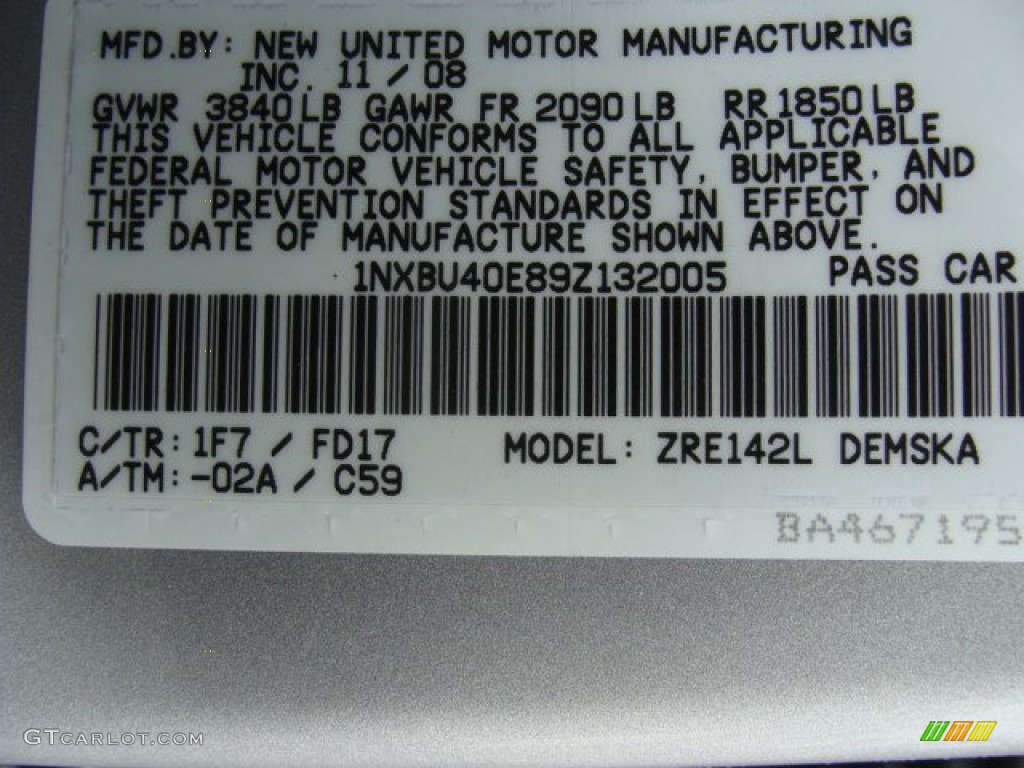 MFD.BY: NEW UNITED MOTOR MANUFACTURING
INC. 11 / 08
GVWR 3840 LB GAWR FR 2090 LB RR 1850 LB
THIS VEHICLE CONFORMS TO ALL APPLICABLE
FEDERAL MOTOR VEHICLE SAFETY, BUMPER, AND
THEFT PREVENTION STANDARDS IN EFFECT ON
THE DATE OF MANUFACTURE SHOWN ABOVE.
1NXBU40E89Z132005 PASS CAR
C/TR: 1F7 / FD17 MODEL: ZRE142L DEMSKA
A/TM: -02A / C59
BA467195
GTCARLOT.COM